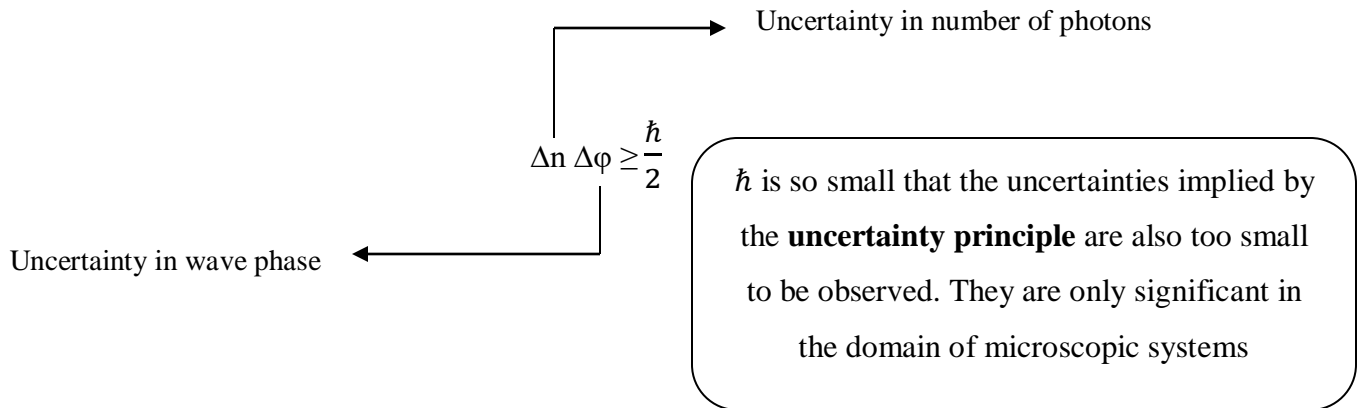 Uncertainty in number of photons
Δn Δφ ≥ ℏ/2
Uncertainty in wave phase
ℏ is so small that the uncertainties implied by
the uncertainty principle are also too small
to be observed. They are only significant in
the domain of microscopic systems